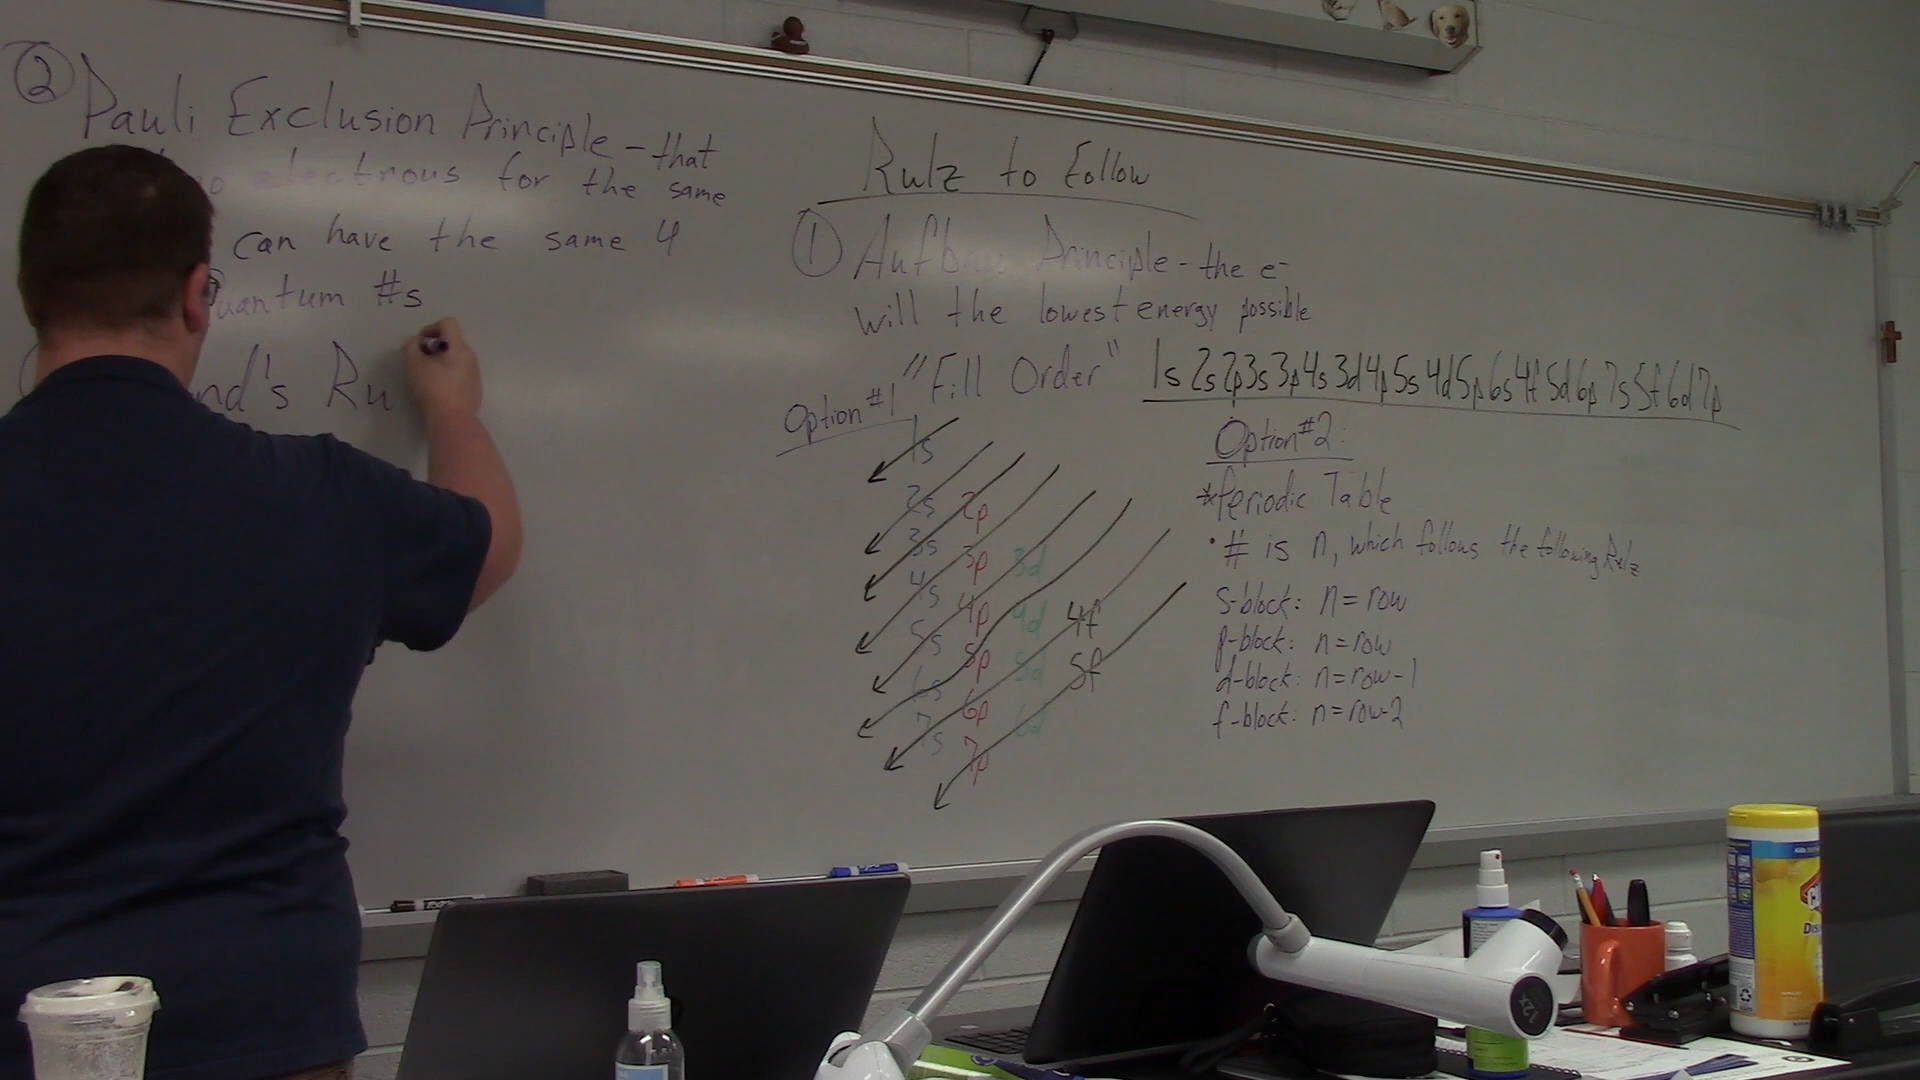 ② Pauli Exclusion Principle - that
no electrons for the same
can have the same 4
Quantum #s
nd's Ru
Rulz to Follow
① Aufbau Principle - the e-
will the lowest energy possible
"Fill Order" 1s 2s 2p 3s 3p 4s 3d 4p 5s 4d 5p 6s 4f 5d 6p 7s 5f 6d 7p
Option #1
1s
2s 2p
3s 3p 3d
4s 4p 4d 4f
5s 5p 5d 5f
6s 6p 6d
7s 7p
Option #2:
*Periodic Table
• # is n, which follows the following Rulz
s-block: n = row
p-block: n = row
d-block: n = row-1
f-block: n = row-2
12x